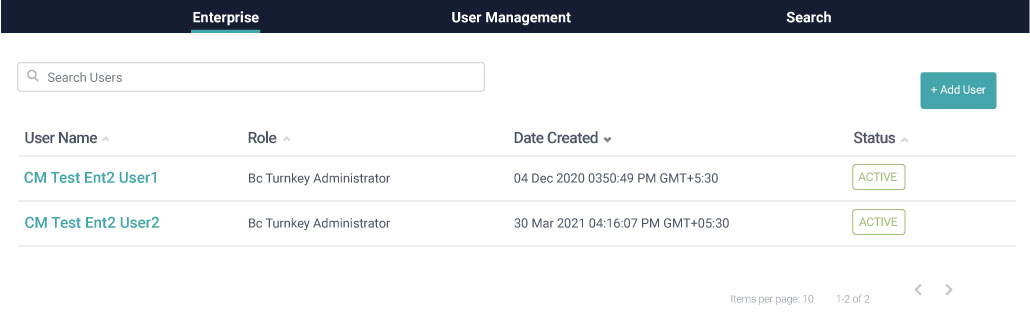 Enterprise User Management Search
Search Users
+ Add User
User Name Role Date Created Status
CM Test Ent2 User1 Bc Turnkey Administrator 04 Dec 2020 0350:49 PM GMT+5:30 ACTIVE
CM Test Ent2 User2 Bc Turnkey Administrator 30 Mar 2021 04:16:07 PM GMT+05:30 ACTIVE
Items per page: 10 1-2 of 2